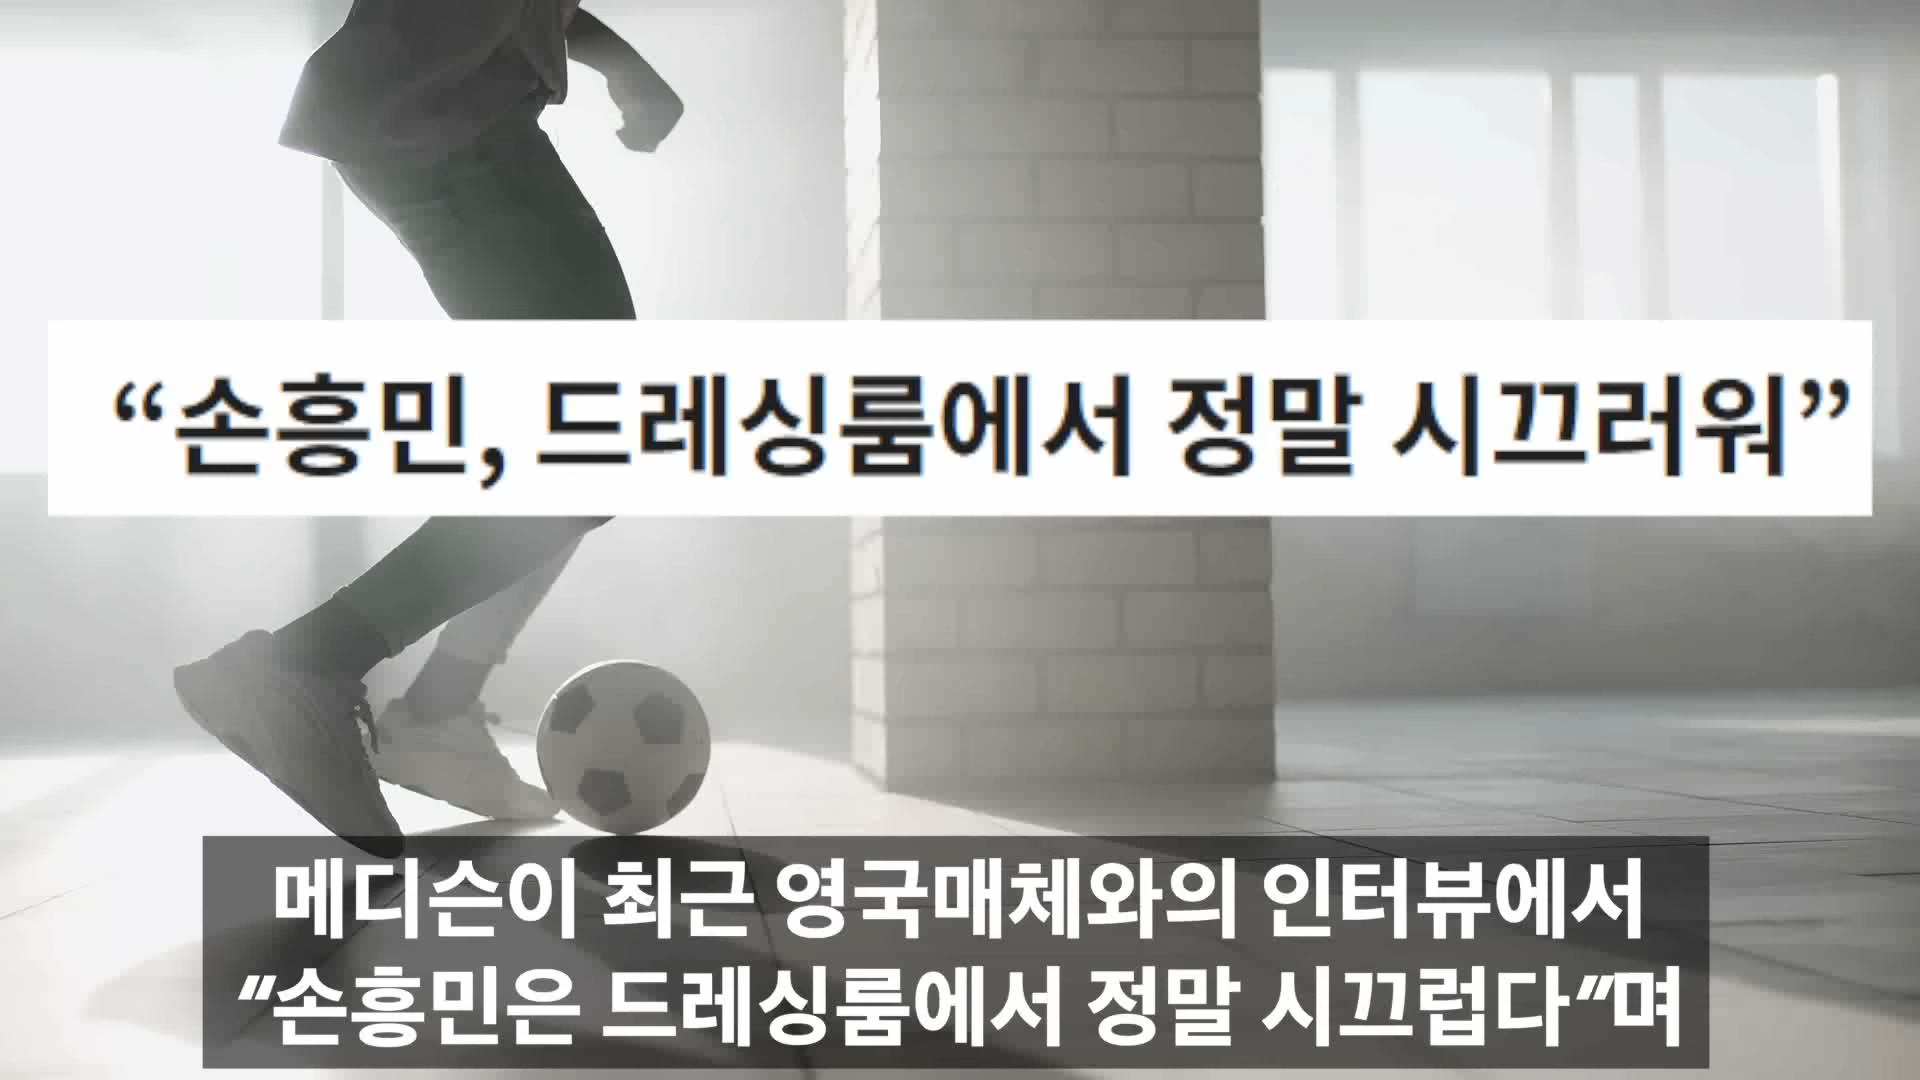 “손흥민, 드레싱룸에서 정말 시끄러워”
메디슨이 최근 영국매체와의 인터뷰에서
"손흥민은 드레싱룸에서 정말 시끄럽다"며